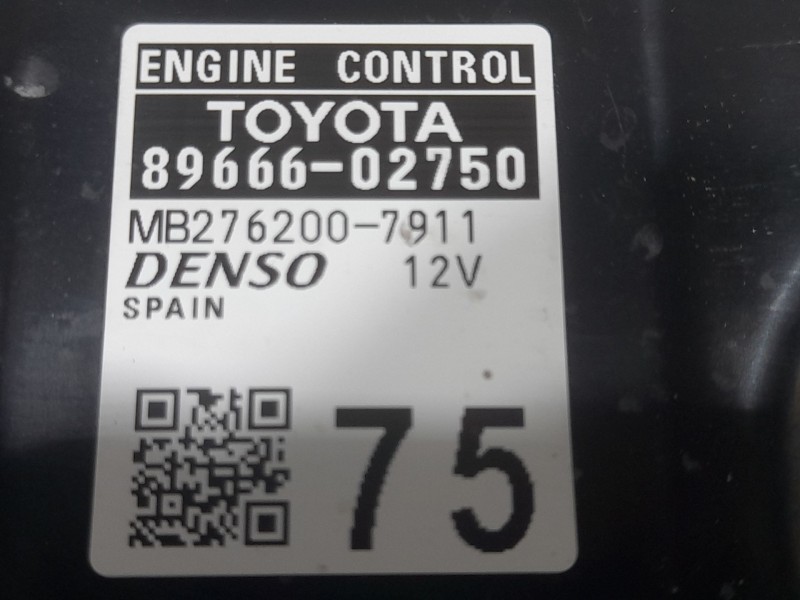 ENGINE CONTROL
TOYOTA
89666-02750
MB276200-7911
DENSO 12V
SPAIN
75